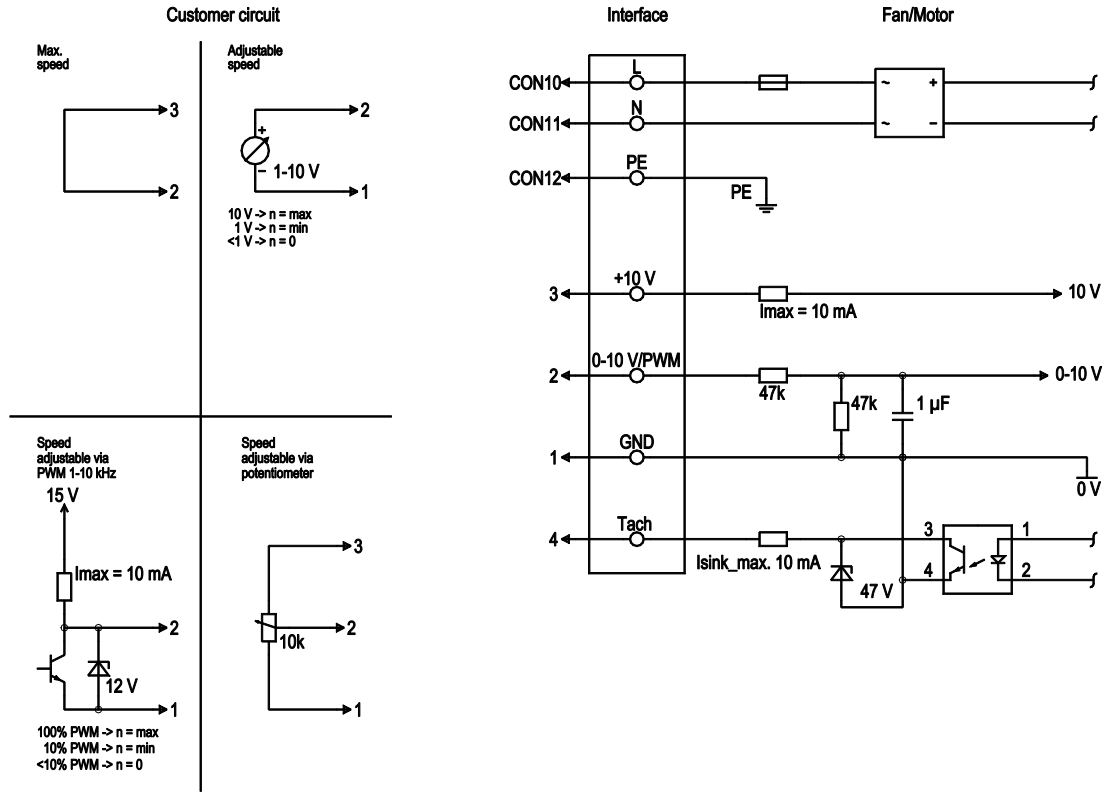 Customer circuit
Interface
Fan/Motor
Max.
speed
3
2
Adjustable
speed
2
+
–
1-10 V
1
10 V -> n = max
1 V -> n = min
<1 V -> n = 0
Speed
adjustable via
PWM 1-10 kHz
15 V
Imax = 10 mA
2
12 V
1
100% PWM -> n = max
10% PWM -> n = min
<10% PWM -> n = 0
Speed
adjustable via
potentiometer
3
2
10k
1
CON10
L
~
+
CON11
N
~
–
CON12
PE
PE
3
+10 V
10 V
Imax = 10 mA
2
0-10 V/PWM
0-10 V
47k
47k
1 µF
1
GND
0 V
4
Tach
3
1
Isink_max. 10 mA
4
2
47 V